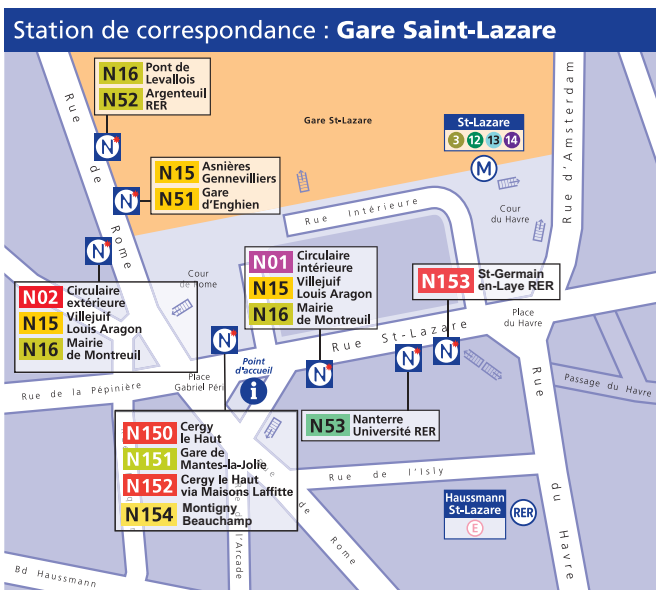 Station de correspondance : Gare Saint-Lazare
N16 Pont de
Levallois
N52 Argenteuil
RER
N
N15 Asnières
Gennevilliers
N51 Gare
d'Enghien
N
Gare St-Lazare
St-Lazare
3 12 13 14
M
Rue d'Amsterdam
Rue de Rome
Rue Intérieure
Cour
du Havre
N
N02 Circulaire
extérieure
N15 Villejuif
Louis Aragon
N16 Mairie
de Montreuil
Cour
de Rome
N01 Circulaire
intérieure
N15 Villejuif
Louis Aragon
N16 Mairie
de Montreuil
N153 St-Germain
en-Laye RER
Place
du Havre
Rue St-Lazare
N
N
N
N
Point
d'accueil
i
Place
Gabriel Péri
Rue de la Pépinière
Passage du Havre
N53 Nanterre
Université RER
N150 Cergy
le Haut
N151 Gare de
Mantes-la-Jolie
N152 Cergy le Haut
via Maisons Laffitte
N154 Montigny
Beauchamp
Rue de l'Isly
Haussmann
St-Lazare
E
RER
Rue du Havre
Rue de Rome
Rue de l'Arcade
Bd Haussmann